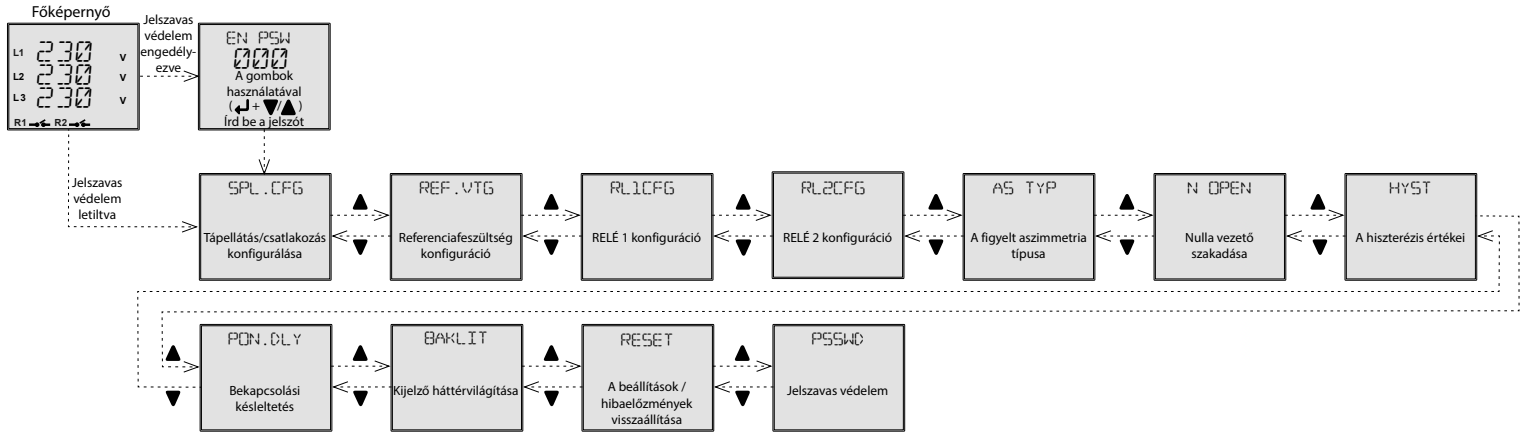 Főképernyő
L1 230 V
L2 230 V
L3 230 V
R1 R2
Jelszavas
védelem
engedély-
ezve
EN PSW
000
A gombok
használatával
( + / )
Írd be a jelszót
Jelszavas
védelem
letiltva
SPL.CFG
Tápellátás/csatlakozás
konfigurálása
REF.VTG
Referenciafeszültség
konfiguráció
RL1CFG
RELÉ 1 konfiguráció
RL2CFG
RELÉ 2 konfiguráció
AS TYP
A figyelt aszimmetria
típusa
N OPEN
Nulla vezető
szakadása
HYST
A hiszterézis értékei
PON.DLY
Bekapcsolási
késleltetés
BAKLIT
Kijelző háttérvilágítása
RESET
A beállítások /
hibaelőzmények
visszaállítása
PSSWD
Jelszavas védelem